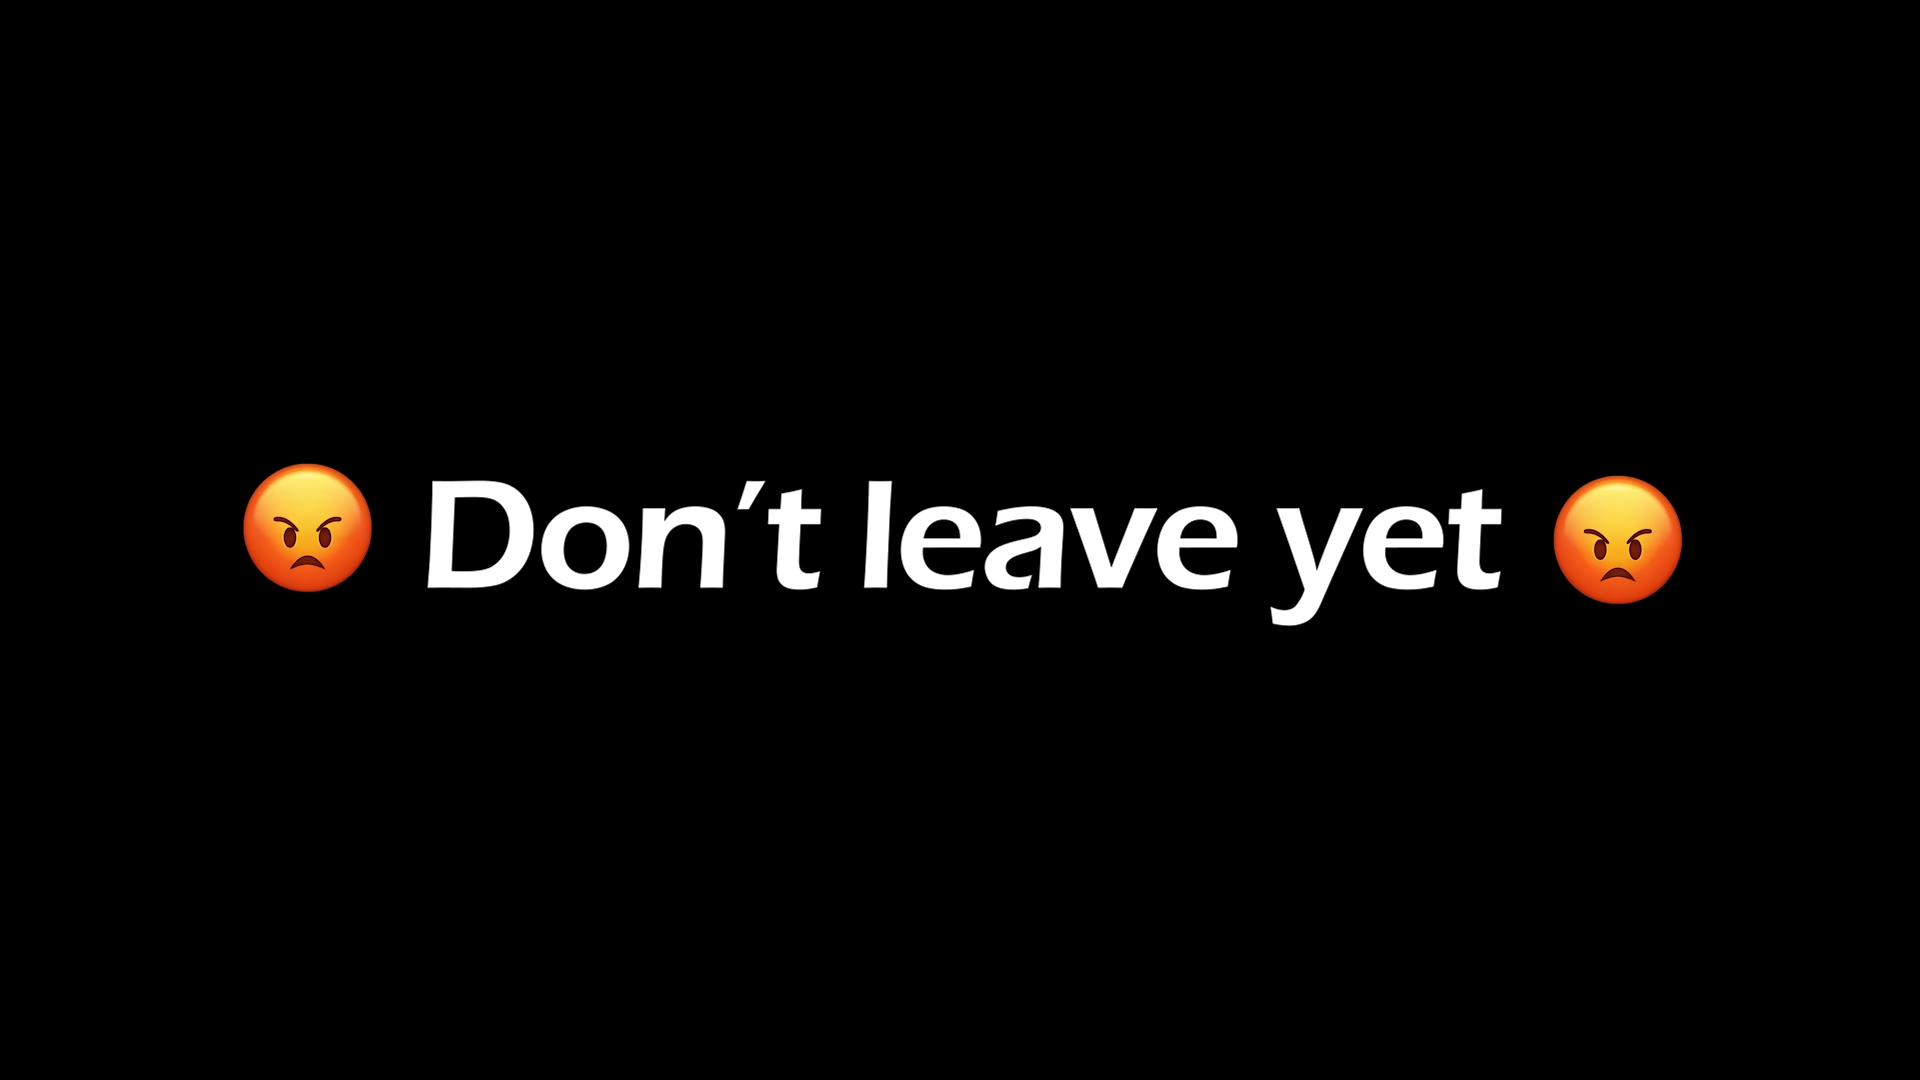 😡 Don’t leave yet 😡